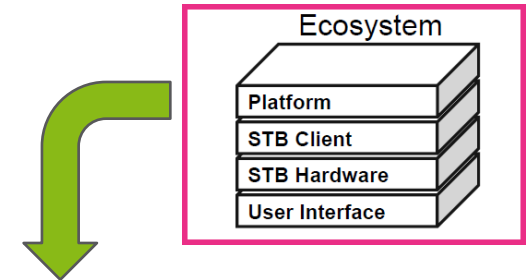 Ecosystem
Platform
STB Client
STB Hardware
User Interface